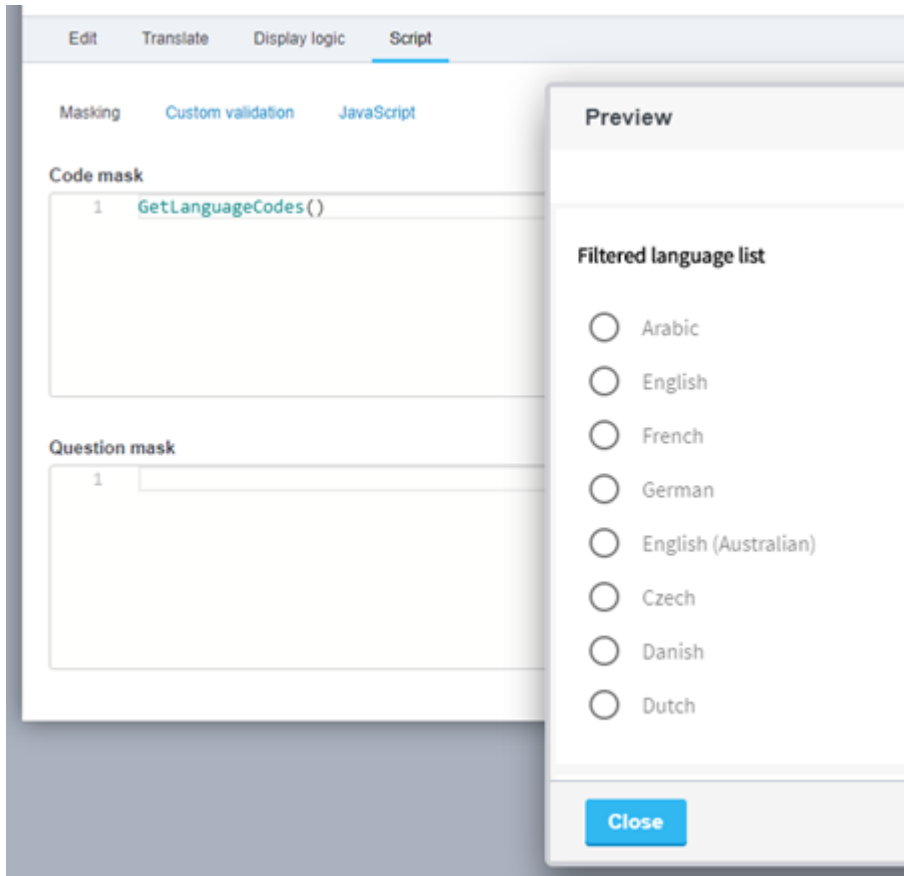 Edit Translate Display logic Script
Masking Custom validation JavaScript
Code mask
1 GetLanguageCodes()
Question mask
1
Preview
Filtered language list
Arabic
English
French
German
English (Australian)
Czech
Danish
Dutch
Close